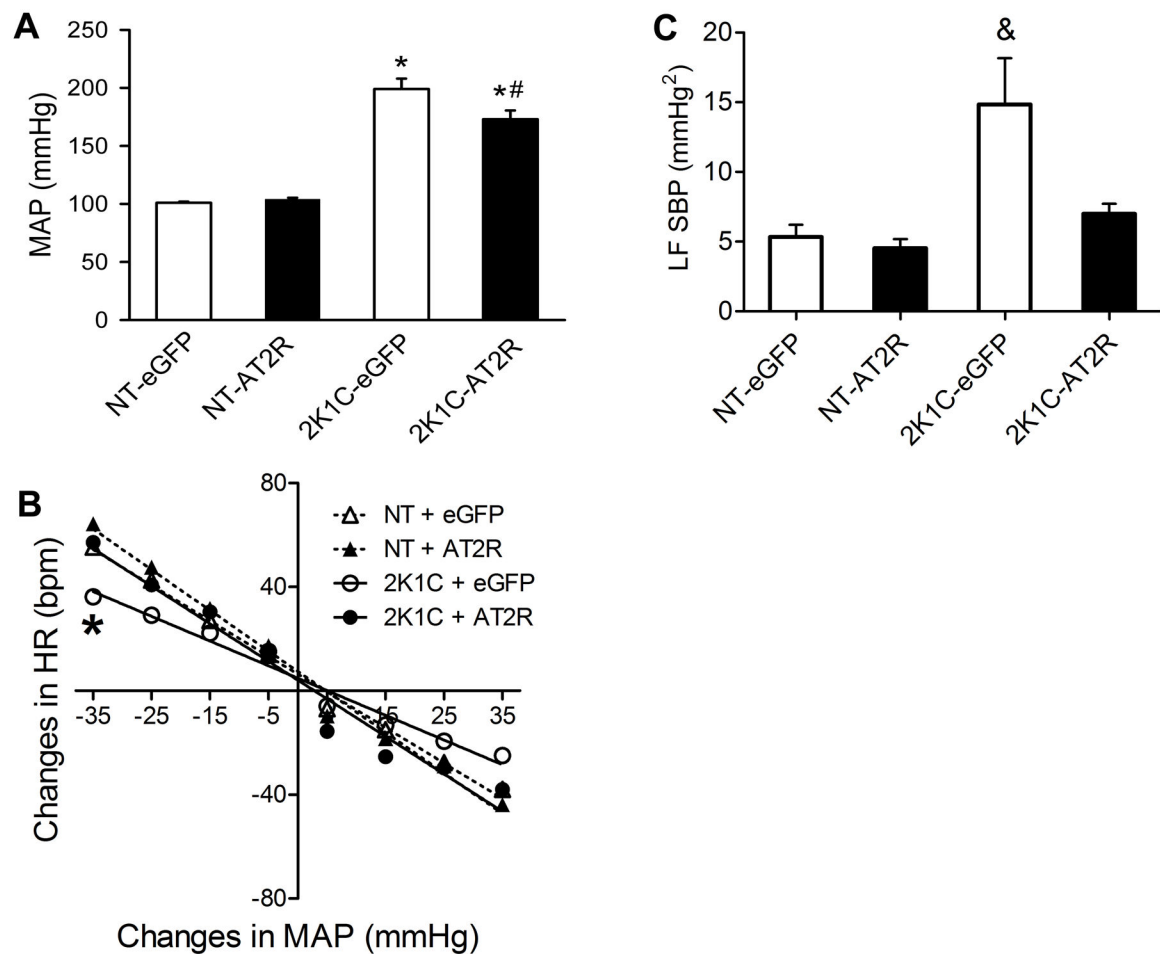 A
MAP (mmHg)
250
200
150
100
50
0
*
*#
NT-eGFP
NT-AT2R
2K1C-eGFP
2K1C-AT2R
C
LF SBP (mmHg²)
20
15
10
5
0
&
NT-eGFP
NT-AT2R
2K1C-eGFP
2K1C-AT2R
B
Changes in HR (bpm)
80
40
-40
-80
NT + eGFP
NT + AT2R
2K1C + eGFP
2K1C + AT2R
*
-35 -25 -15 -5 15 25 35
Changes in MAP (mmHg)